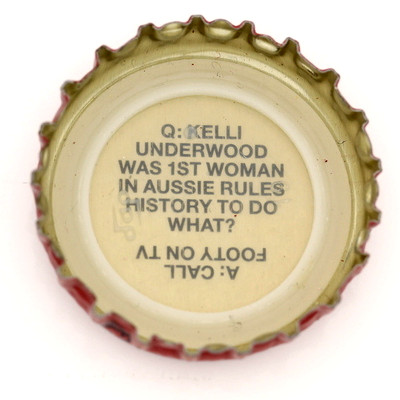 Q: KELLI
UNDERWOOD
WAS 1ST WOMAN
IN AUSSIE RULES
HISTORY TO DO
WHAT?
A: CALL
FOOTY ON TV